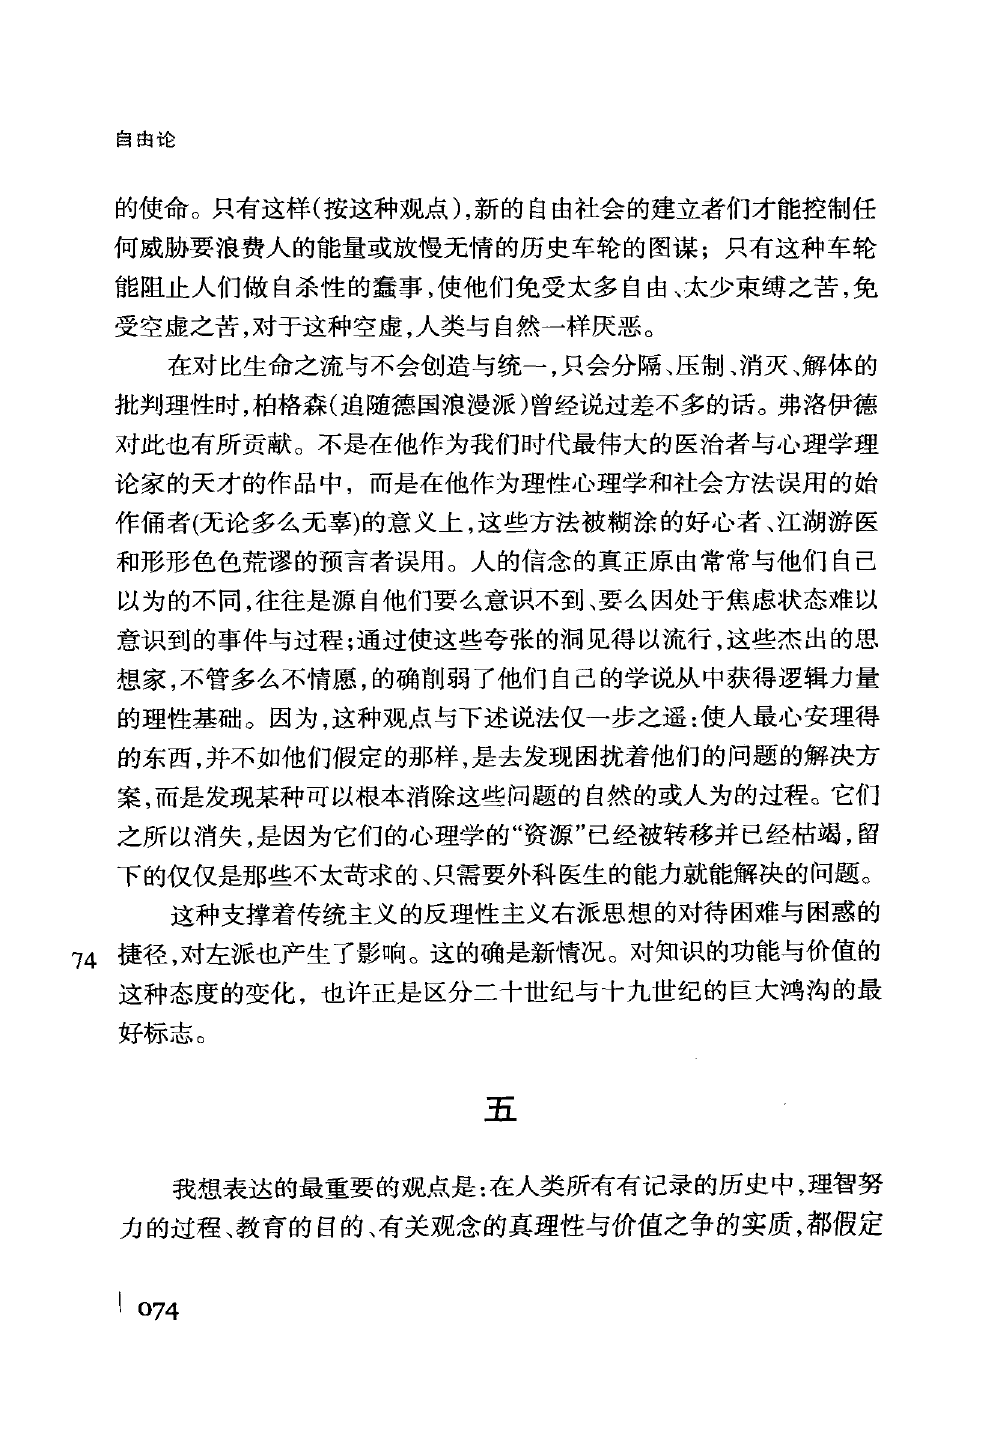 自由论
的使命。只有这样(按这种观点),新的自由社会的建立者们才能控制任
何威胁要浪费人的能量或放慢无情的历史车轮的图谋；只有这种车轮
能阻止人们做自杀性的蠢事、使他们免受太多自由、太少束缚之苦,免
受空虚之苦,对于这种空虚,人类与自然一样厌恶。
在对比生命之流与不会创造与统一,只会分隔、压制、消灭、解体的
批判理性时,柏格森(追随德国浪漫派)曾经说过差不多的话。弗洛伊德
对此也有所贡献。不是在他作为我们时代最伟大的医治者与心理学理
论家的天才的作品中，而是在他作为理性心理学和社会方法误用的始
作俑者(无论多么无辜)的意义上,这些方法被糊涂的好心者、江湖游医
和形形色色荒谬的预言者误用。人的信念的真正原由常常与他们自己
以为的不同,往往是源自他们要么意识不到、要么因处于焦虑状态难以
意识到的事件与过程;通过使这些夸张的洞见得以流行,这些杰出的思
想家,不管多么不情愿,的确削弱了他们自己的学说从中获得逻辑力量
的理性基础。因为,这种观点与下述说法仅一步之遥:使人最心安理得
的东西,并不如他们假定的那样,是去发现困扰着他们的问题的解决方
案,而是发现某种可以根本消除这些问题的自然的或人为的过程。它们
之所以消失,是因为它们的心理学的“资源”已经被转移并已经枯竭,留
下的仅仅是那些不太苛求的、只需要外科医生的能力就能解决的问题。
这种支撑着传统主义的反理性主义右派思想的对待困难与困惑的
74 捷径,对左派也产生了影响。这的确是新情况。对知识的功能与价值的
这种态度的变化，也许正是区分二十世纪与十九世纪的巨大鸿沟的最
好标志。
五
我想表达的最重要的观点是:在人类所有有记录的历史中,理智努
力的过程、教育的目的、有关观念的真理性与价值之争的实质,都假定
074